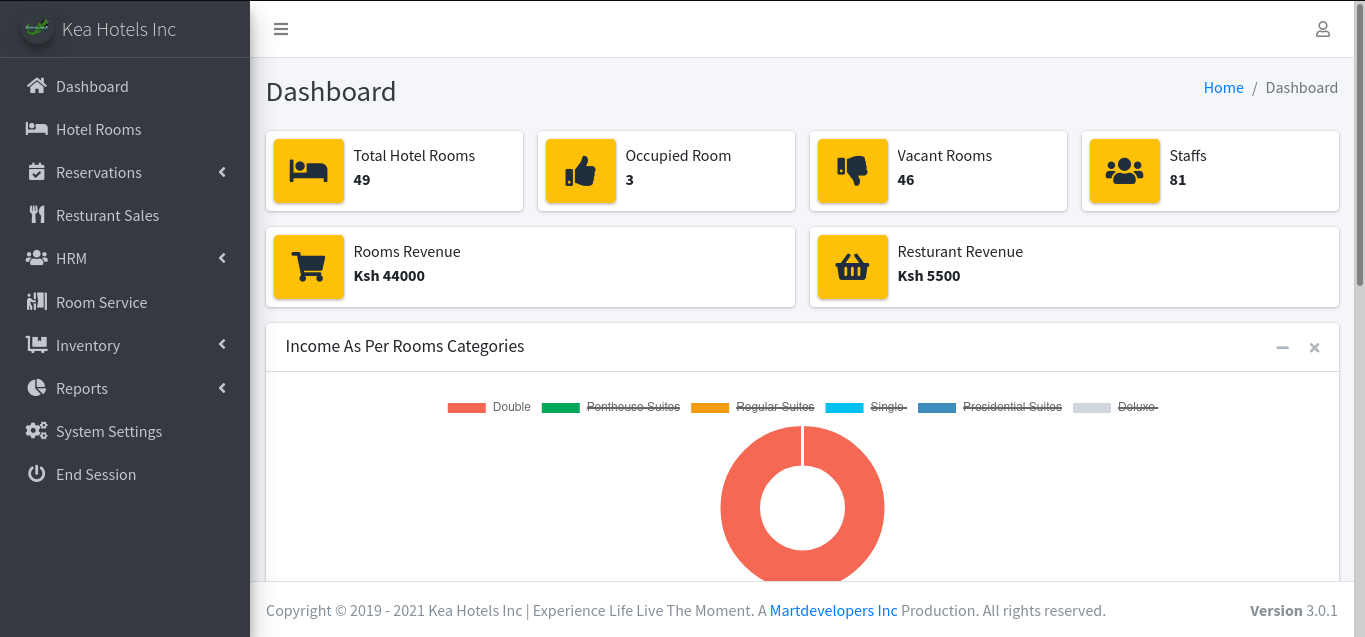 Kea Hotels Inc
Dashboard
Hotel Rooms
Reservations
Resturant Sales
HRM
Room Service
Inventory
Reports
System Settings
End Session
Dashboard
Home / Dashboard
Total Hotel Rooms
49
Occupied Room
3
Vacant Rooms
46
Staffs
81
Rooms Revenue
Ksh 44000
Resturant Revenue
Ksh 5500
Income As Per Rooms Categories
Double Penthouse Suites Regular Suites Single Presidential Suites Deluxe
Copyright © 2019 - 2021 Kea Hotels Inc | Experience Life Live The Moment. A Martdevelopers Inc Production. All rights reserved.
Version 3.0.1